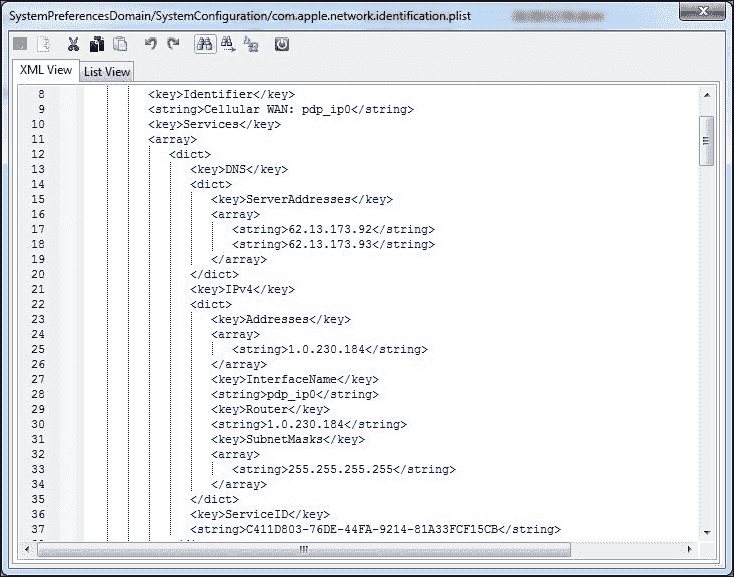 SystemPreferencesDomain/SystemConfiguration/com.apple.network.identification.plist
XML View List View
8 <key>Identifier</key>
9 <string>Cellular WAN: pdp_ip0</string>
10 <key>Services</key>
11 <array>
12 <dict>
13 <key>DNS</key>
14 <dict>
15 <key>ServerAddresses</key>
16 <array>
17 <string>62.13.173.92</string>
18 <string>62.13.173.93</string>
19 </array>
20 </dict>
21 <key>IPv4</key>
22 <dict>
23 <key>Addresses</key>
24 <array>
25 <string>1.0.230.184</string>
26 </array>
27 <key>InterfaceName</key>
28 <string>pdp_ip0</string>
29 <key>Router</key>
30 <string>1.0.230.184</string>
31 <key>SubnetMasks</key>
32 <array>
33 <string>255.255.255.255</string>
34 </array>
35 </dict>
36 <key>ServiceID</key>
37 <string>C411D803-76DE-44FA-9214-81A33FCF15CB</string>